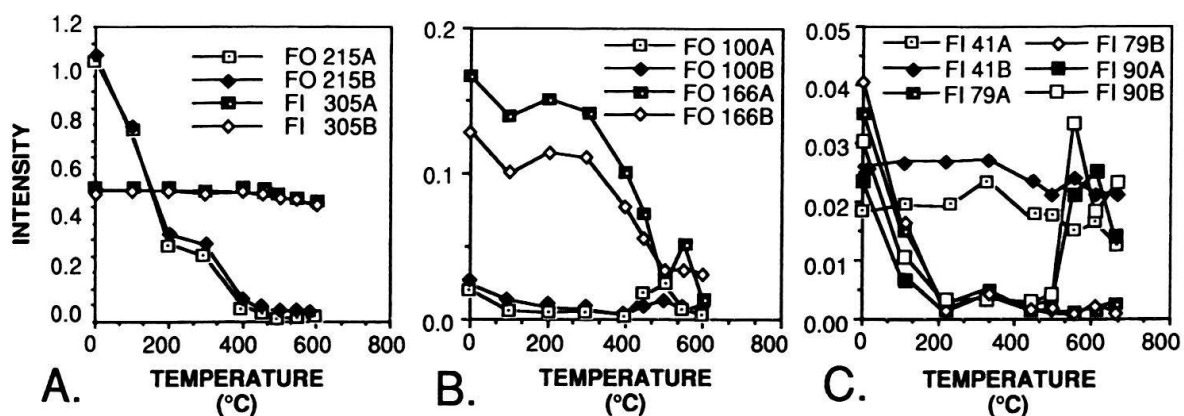 INTENSITY
1.2
1.0
0.8
0.6
0.4
0.2
0.0
FO 215A
FO 215B
FI 305A
FI 305B
0 200 400 600 800
A.
TEMPERATURE
(°C)
0.2
0.1
0.0
FO 100A
FO 100B
FO 166A
FO 166B
0 200 400 600 800
B.
TEMPERATURE
(°C)
0.05
0.04
0.03
0.02
0.01
0.00
FI 41A FI 79B
FI 41B FI 90A
FI 79A FI 90B
0 200 400 600 800
C.
TEMPERATURE
(°C)